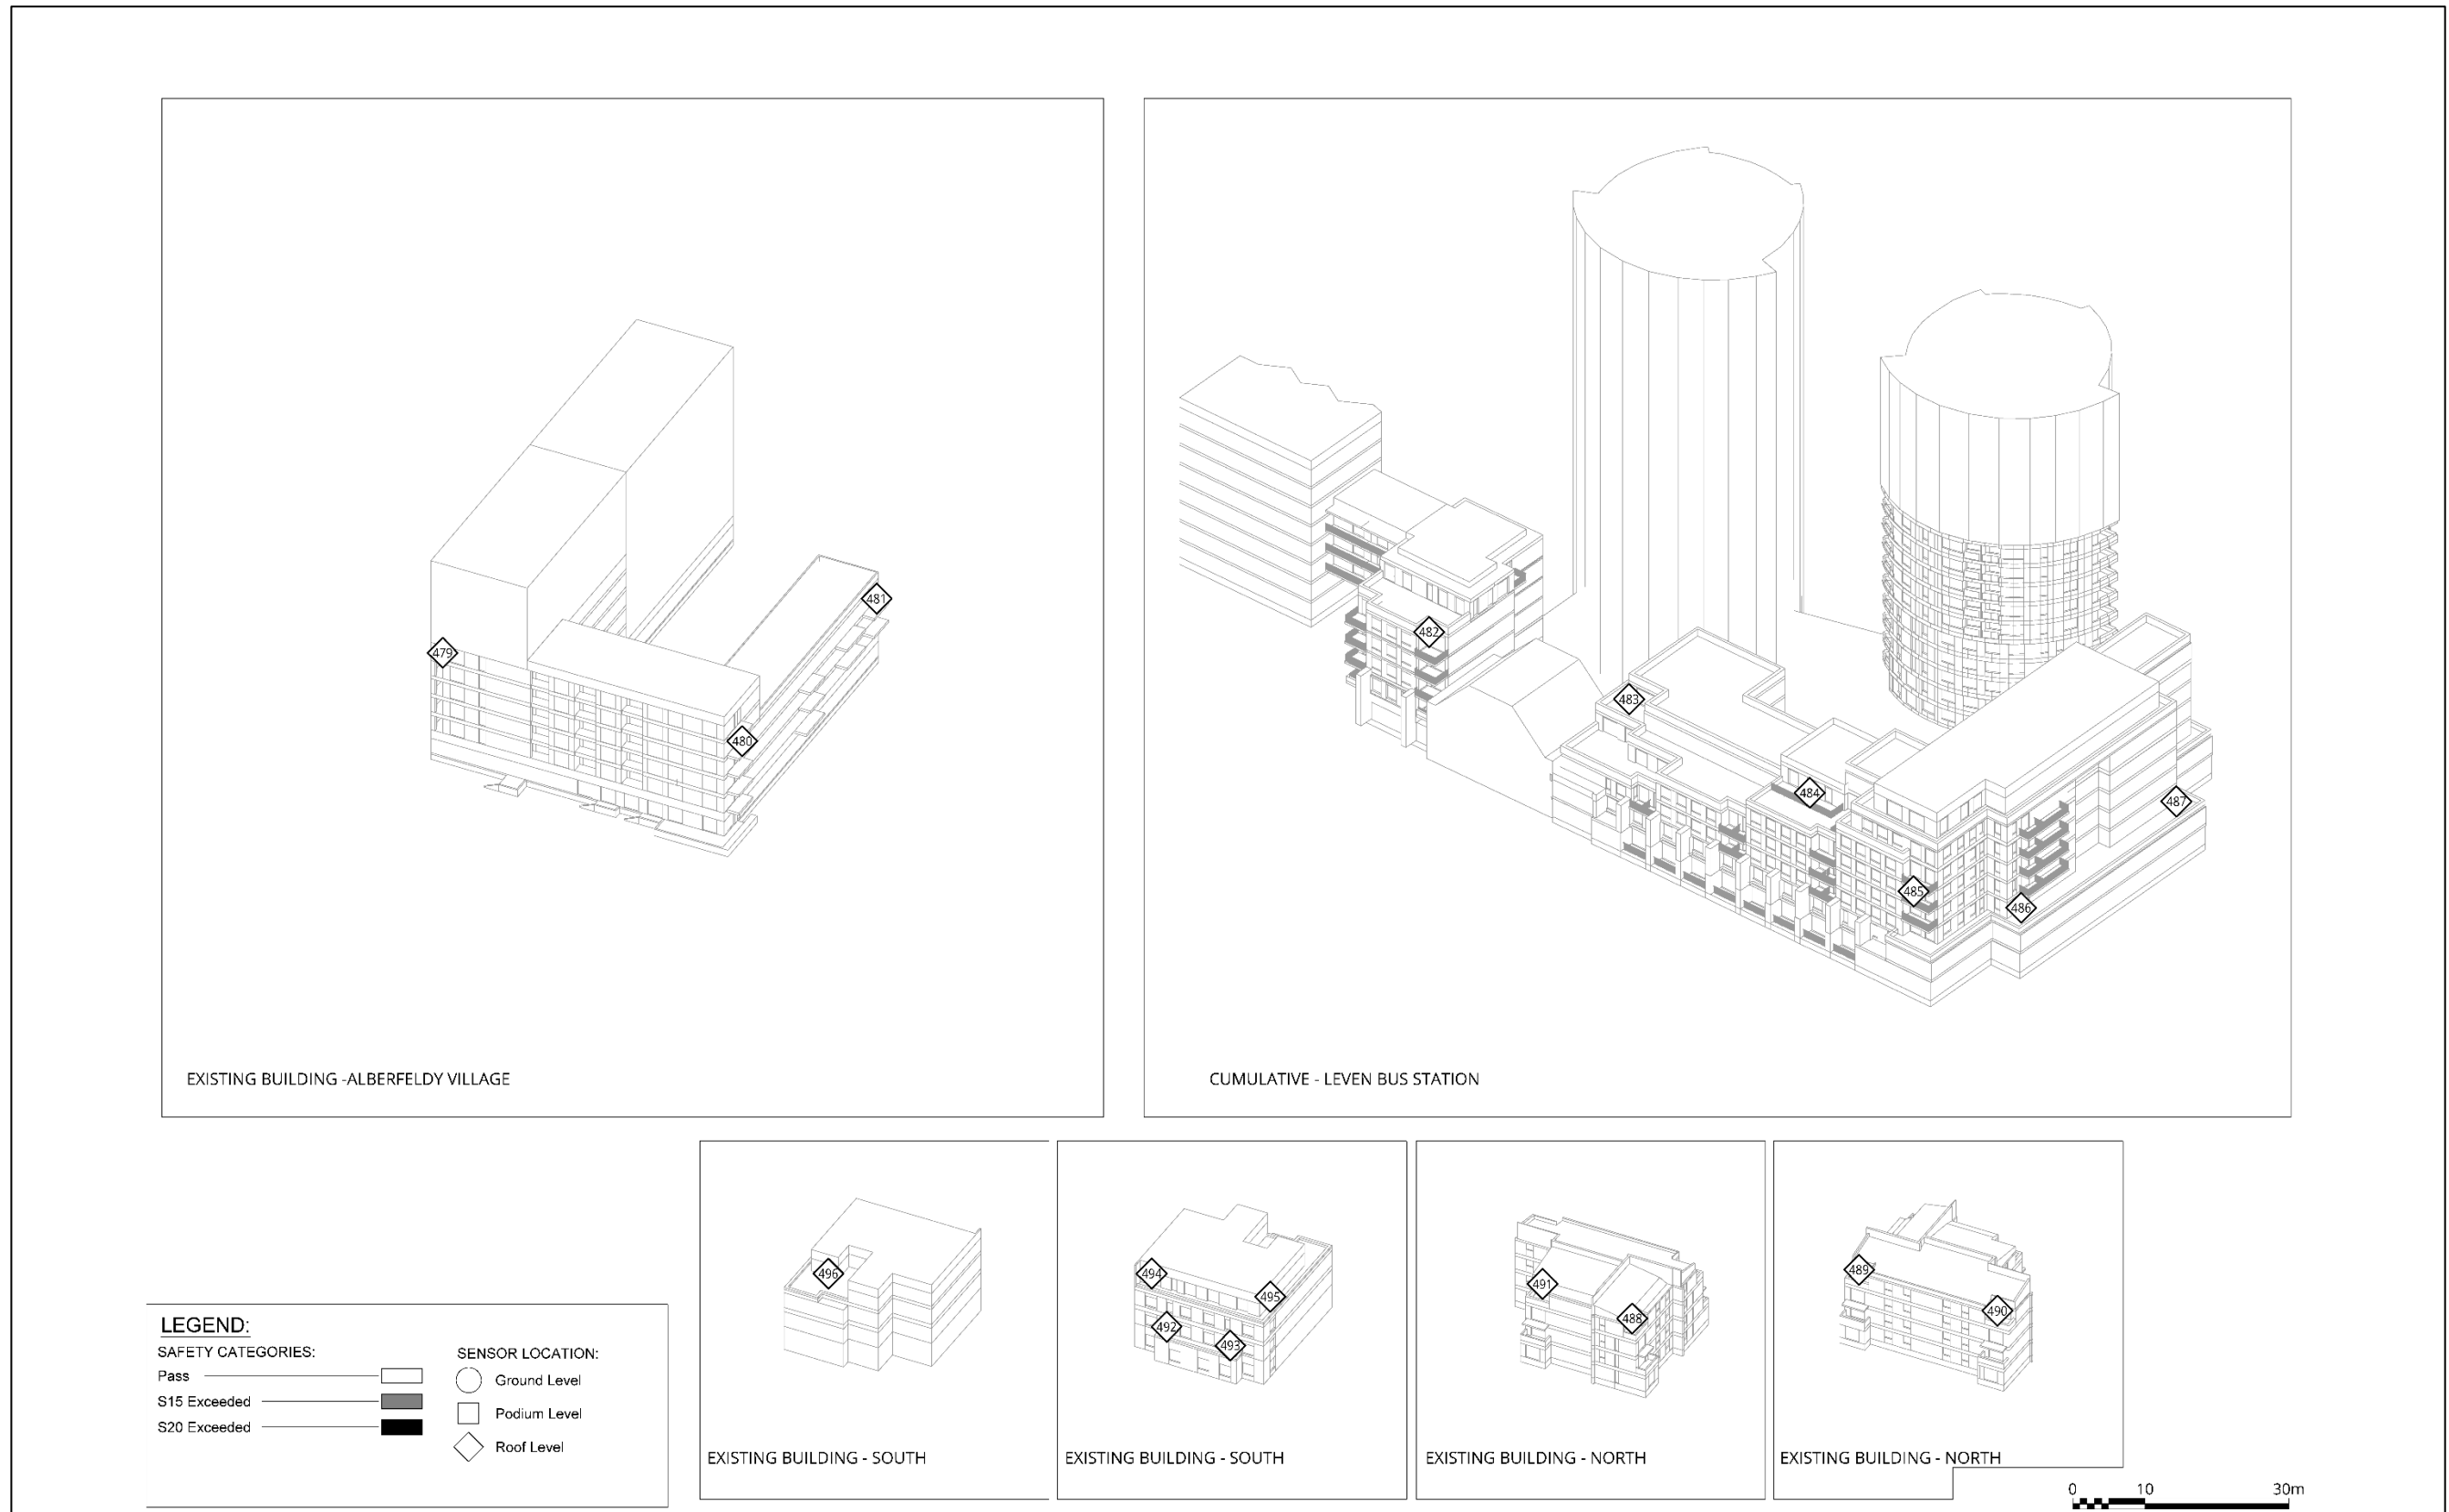 481
479
480
EXISTING BUILDING -ALBERFELDY VILLAGE
482
483
484
487
485
486
CUMULATIVE - LEVEN BUS STATION
496
EXISTING BUILDING - SOUTH
494
495
492
493
EXISTING BUILDING - SOUTH
491
488
EXISTING BUILDING - NORTH
489
490
EXISTING BUILDING - NORTH
LEGEND:
SAFETY CATEGORIES:
Pass
S15 Exceeded
S20 Exceeded
SENSOR LOCATION:
Ground Level
Podium Level
Roof Level
0 10 30m